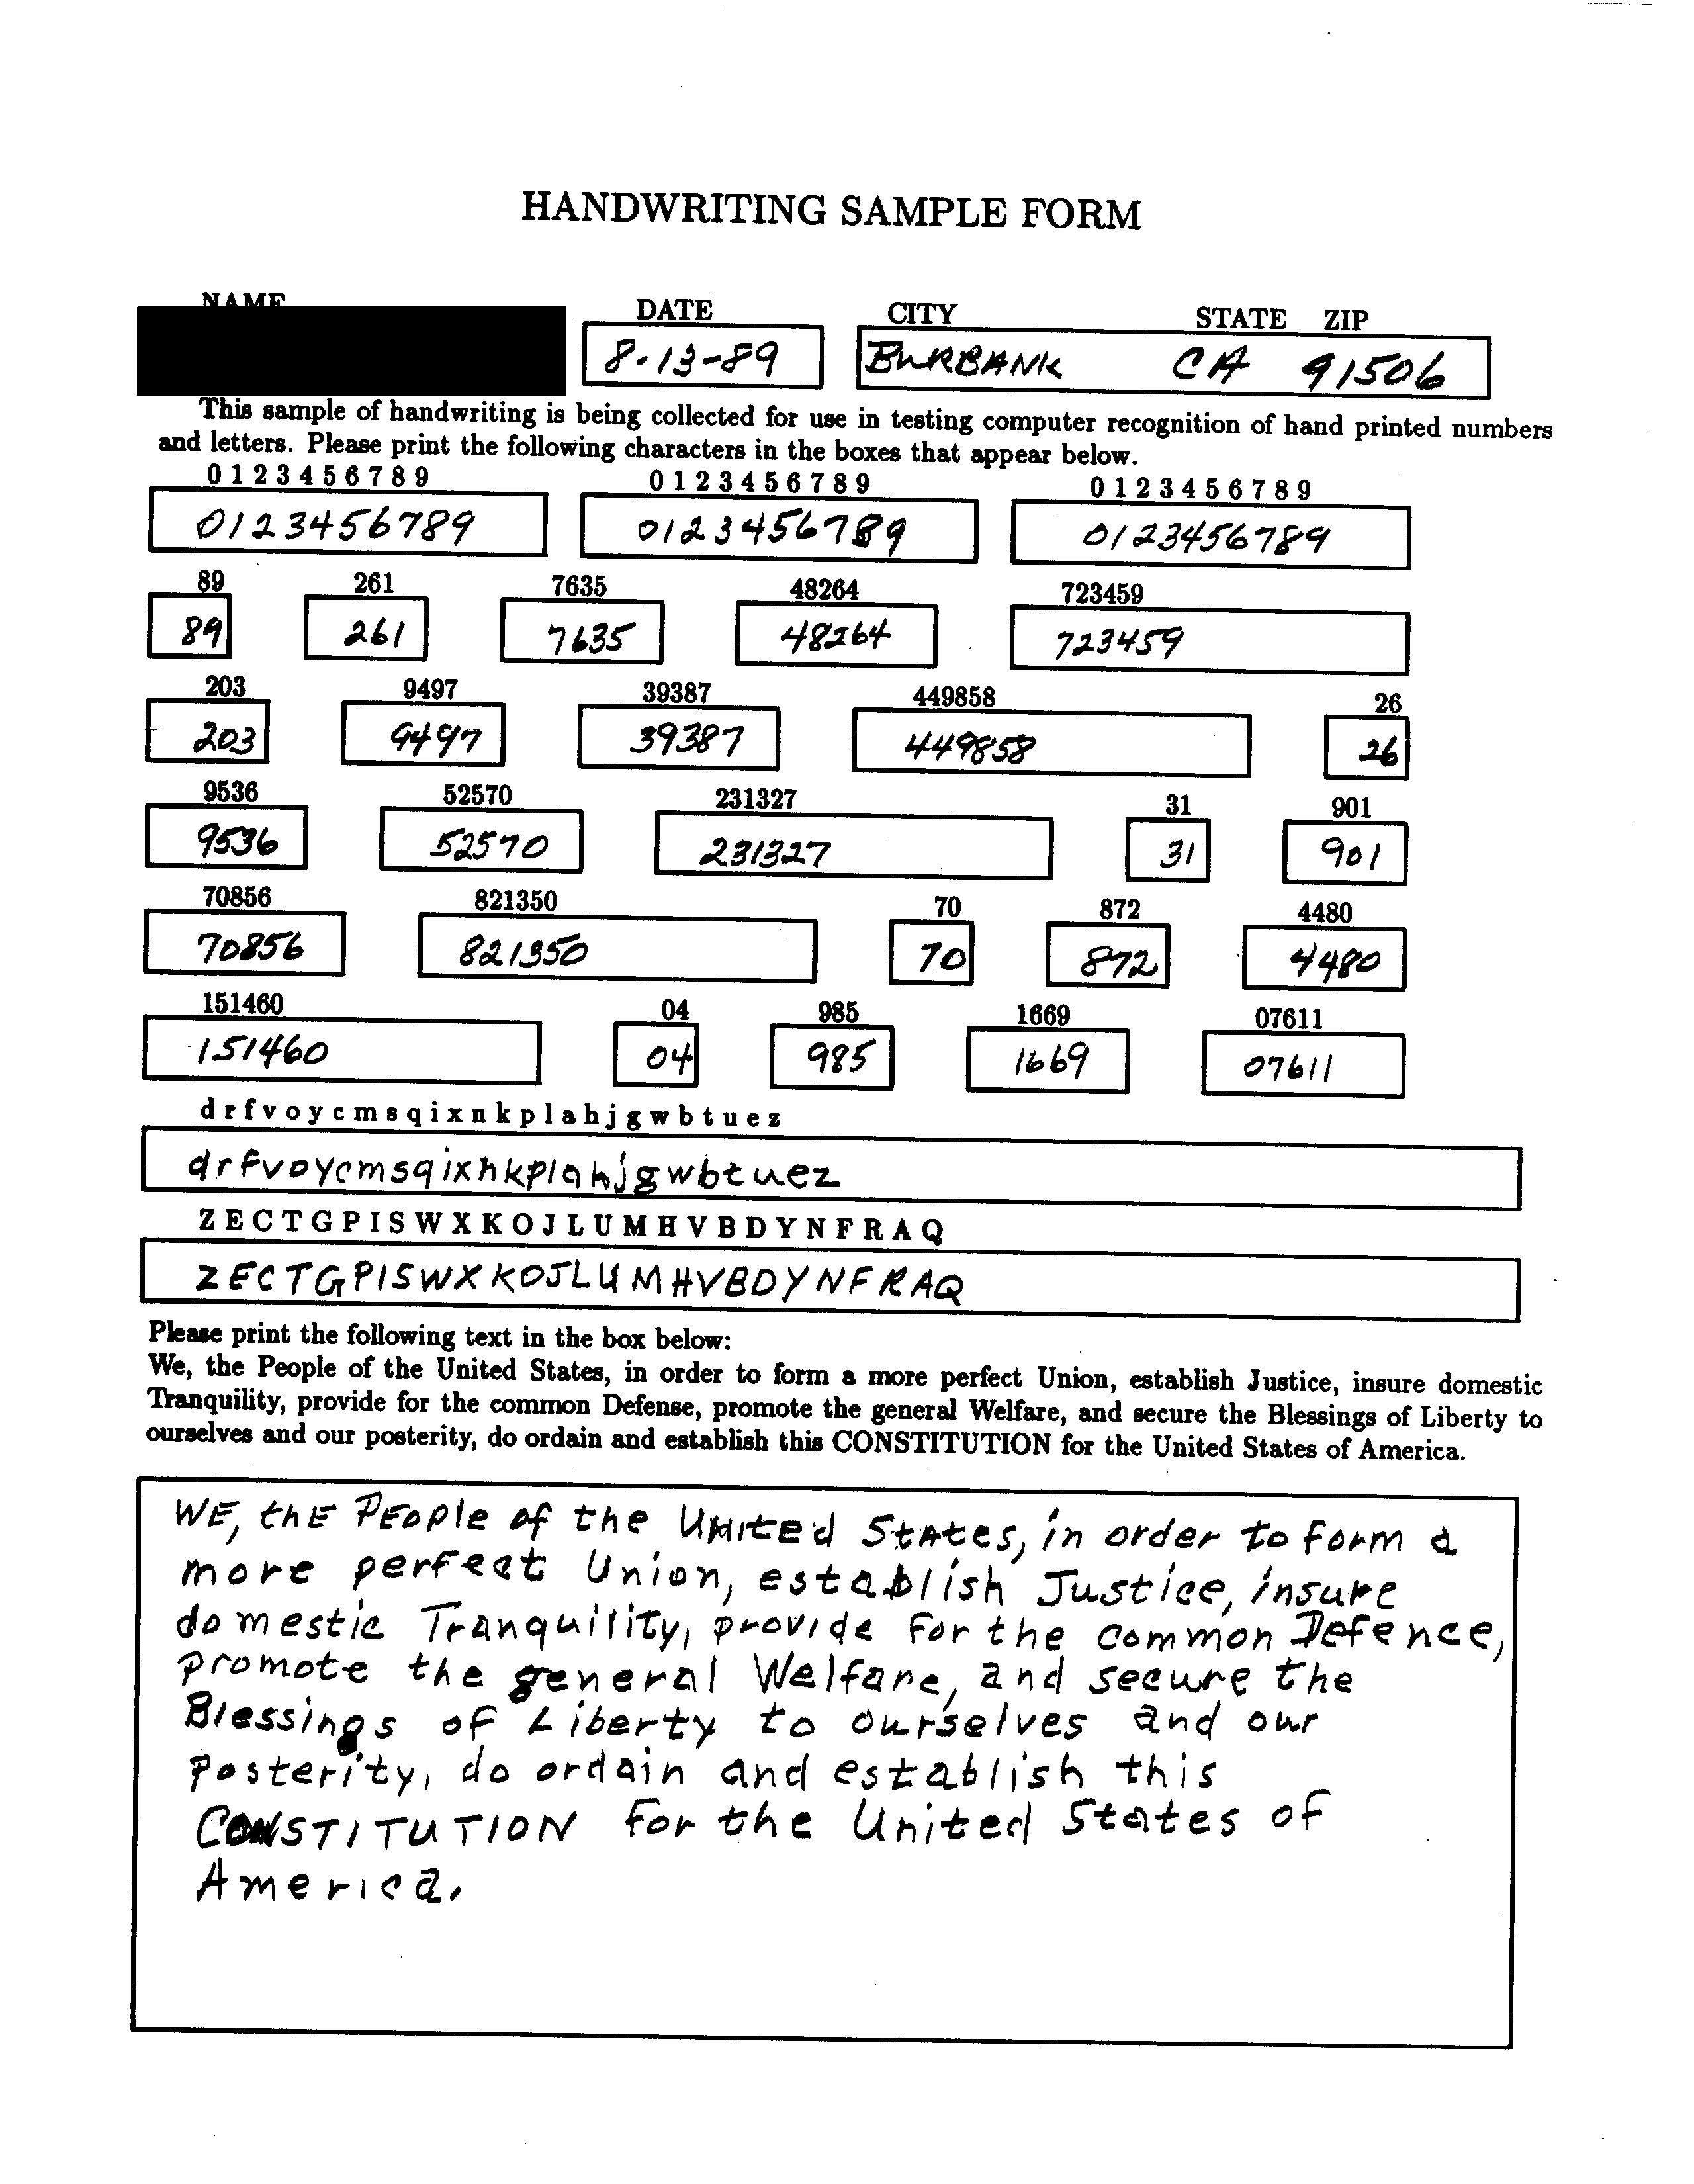 HANDWRITING SAMPLE FORM
NAME DATE CITY STATE ZIP
8-13-89 BURBANK CA 91506
This sample of handwriting is being collected for use in testing computer recognition of hand printed numbers
and letters. Please print the following characters in the boxes that appear below.
0 1 2 3 4 5 6 7 8 9 0 1 2 3 4 5 6 7 8 9 0 1 2 3 4 5 6 7 8 9
0123456789 0123456789 0123456789
89 261 7635 48264 723459
89 261 7635 48264 723459
203 9497 39387 449858 26
203 9497 39387 449858 26
9536 52570 231327 31 901
9536 52570 231327 31 901
70856 821350 70 872 4480
70856 821350 70 872 4480
151460 04 985 1669 07611
151460 04 985 1669 07611
d r f v o y c m s q i x n k p l a h j g w b t u e z
drfvoycmsqixnkplahjgwbtuez
Z E C T G P I S W X K O J L U M H V B D Y N F R A Q
ZECTGPISWXKOJLUMHVBDYNFRAQ
Please print the following text in the box below:
We, the People of the United States, in order to form a more perfect Union, establish Justice, insure domestic
Tranquility, provide for the common Defense, promote the general Welfare, and secure the Blessings of Liberty to
ourselves and our posterity, do ordain and establish this CONSTITUTION for the United States of America.
WE, thE PEople of the UNited StAtes, in order to form a
more perfect Union, establish Justice, insure
domestic Tranquility, provide for the common Defence,
promote the general Welfare, and secure the
Blessings of Liberty to ourselves and our
posterity, do ordain and establish this
CONSTITUTION for the United States of
America.